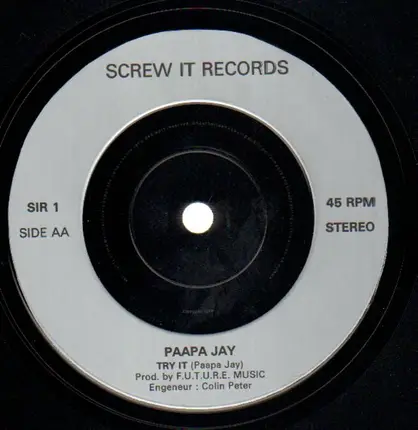 SCREW IT RECORDS
SIR 1
SIDE AA
45 RPM
STEREO
PAAPA JAY
TRY IT (Paapa Jay)
Prod. by F.U.T.U.R.E. MUSIC
Engeneur : Colin Peter